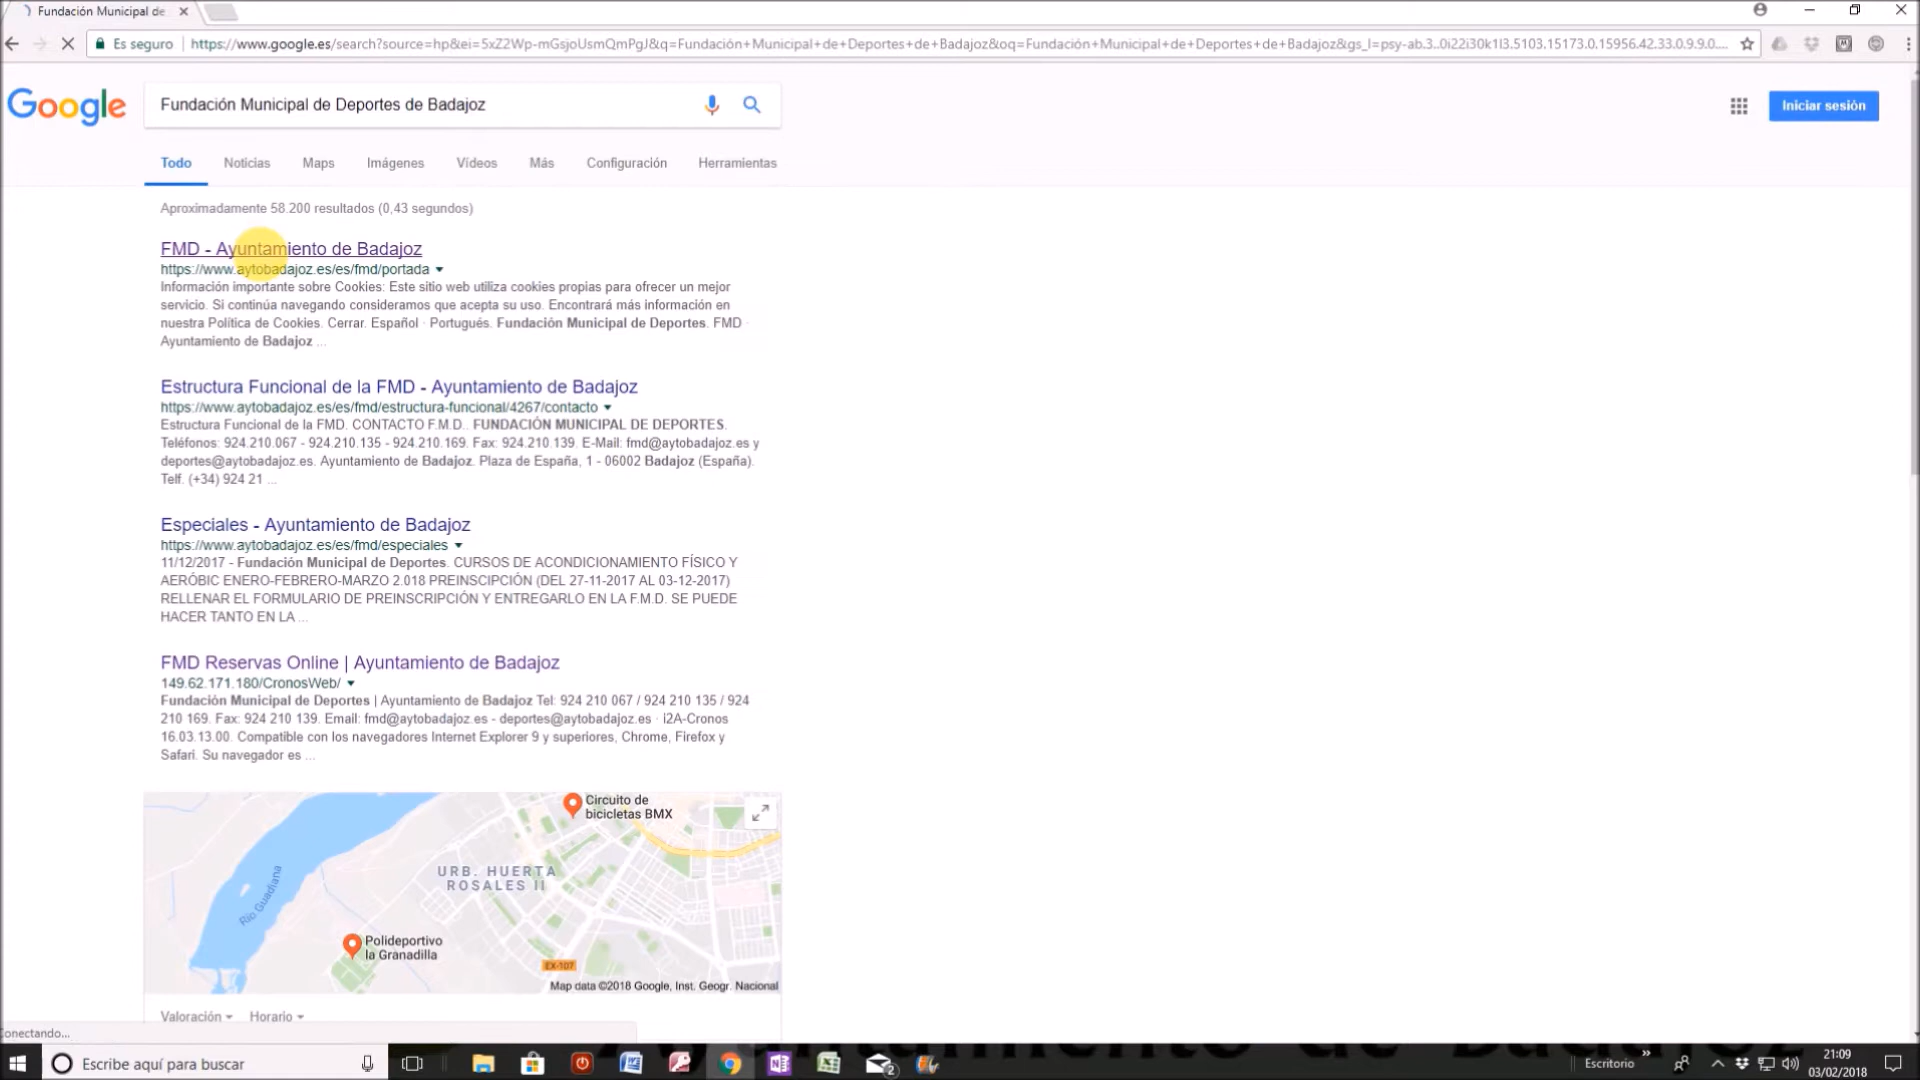 Fundación Municipal de
Es seguro
https://www.google.es/search?source=hp&ei=5xZ2Wp-mGsjoUsmQmPgJ&q=Fundación+Municipal+de+Deportes+de+Badajoz&oq=Fundación+Municipal+de+Deportes+de+Badajoz&gs_l=psy-ab.3..0i22i30k1l3.5103.15173.0.15956.42.33.0.9.9.0....
Google
Fundación Municipal de Deportes de Badajoz
Iniciar sesión
Todo Noticias Maps Imágenes Vídeos Más Configuración Herramientas
Aproximadamente 58.200 resultados (0,43 segundos)
FMD - Ayuntamiento de Badajoz
https://www.aytobadajoz.es/es/fmd/portada
Información importante sobre Cookies: Este sitio web utiliza cookies propias para ofrecer un mejor
servicio. Si continúa navegando consideramos que acepta su uso. Encontrará más información en
nuestra Política de Cookies. Cerrar. Español · Portugués. Fundación Municipal de Deportes. FMD ·
Ayuntamiento de Badajoz ...
Estructura Funcional de la FMD - Ayuntamiento de Badajoz
https://www.aytobadajoz.es/es/fmd/estructura-funcional/4267/contacto
Estructura Funcional de la FMD. CONTACTO F.M.D.. FUNDACIÓN MUNICIPAL DE DEPORTES.
Teléfonos: 924.210.067 - 924.210.135 - 924.210.169. Fax: 924.210.139. E-Mail: fmd@aytobadajoz.es y
deportes@aytobadajoz.es. Ayuntamiento de Badajoz. Plaza de España, 1 - 06002 Badajoz (España).
Telf. (+34) 924 21 ...
Especiales - Ayuntamiento de Badajoz
https://www.aytobadajoz.es/es/fmd/especiales
11/12/2017 - Fundación Municipal de Deportes. CURSOS DE ACONDICIONAMIENTO FÍSICO Y
AERÓBIC ENERO-FEBRERO-MARZO 2.018 PREINSCIPCIÓN (DEL 27-11-2017 AL 03-12-2017)
RELLENAR EL FORMULARIO DE PREINSCRIPCIÓN Y ENTREGARLO EN LA F.M.D. SE PUEDE
HACER TANTO EN LA ...
FMD Reservas Online | Ayuntamiento de Badajoz
149.62.171.180/CronosWeb/
Fundación Municipal de Deportes | Ayuntamiento de Badajoz Tel: 924 210 067 / 924 210 135 / 924
210 169. Fax: 924 210 139. Email: fmd@aytobadajoz.es - deportes@aytobadajoz.es · i2A-Cronos
16.03.13.00. Compatible con los navegadores Internet Explorer 9 y superiores, Chrome, Firefox y
Safari. Su navegador es ...
Circuito de
bicicletas BMX
URB. HUERTA
ROSALES II
Río Guadiana
Polideportivo
la Granadilla
EX-107
Map data ©2018 Google, Inst. Geogr. Nacional
Valoración Horario
Conectando...
Escribe aquí para buscar
2
Escritorio »
21:09
03/02/2018